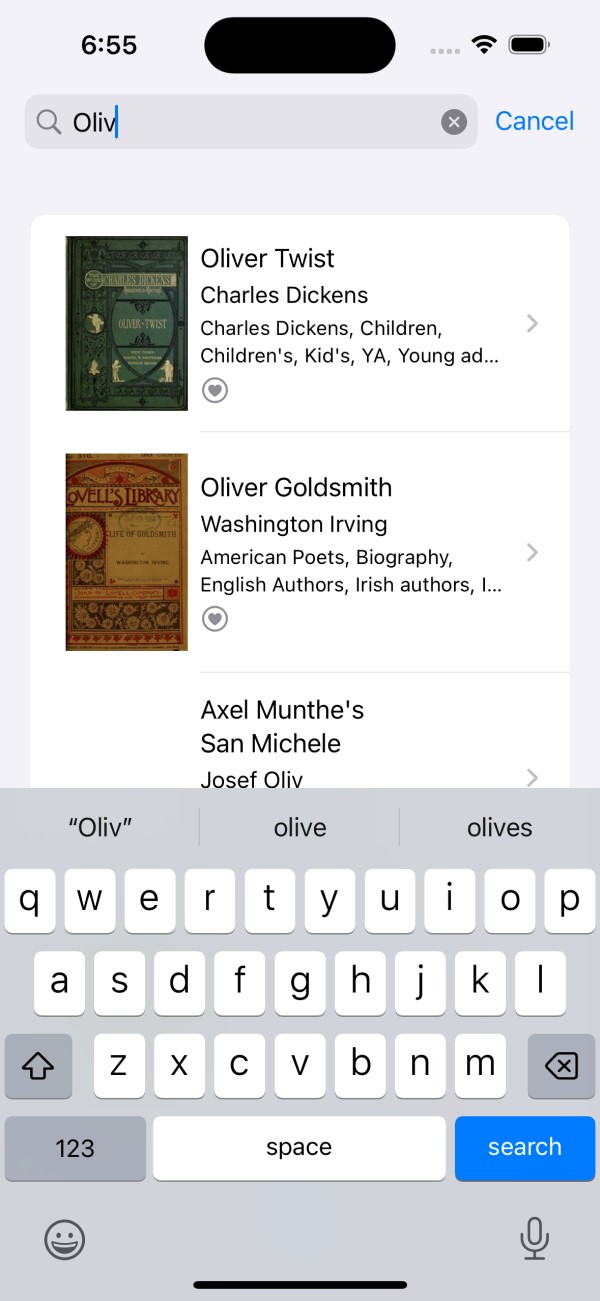 6:55
Oliv
Cancel
CHARLES DICKENS
OLIVER TWIST
Oliver Twist
Charles Dickens
Charles Dickens, Children,
Children's, Kid's, YA, Young ad...
LOVELL'S LIBRARY
LIFE OF GOLDSMITH
WASHINGTON IRVING
Oliver Goldsmith
Washington Irving
American Poets, Biography,
English Authors, Irish authors, I...
Axel Munthe's
San Michele
Josef Oliv
“Oliv”
olive
olives
q w e r t y u i o p
a s d f g h j k l
z x c v b n m
123
space
search